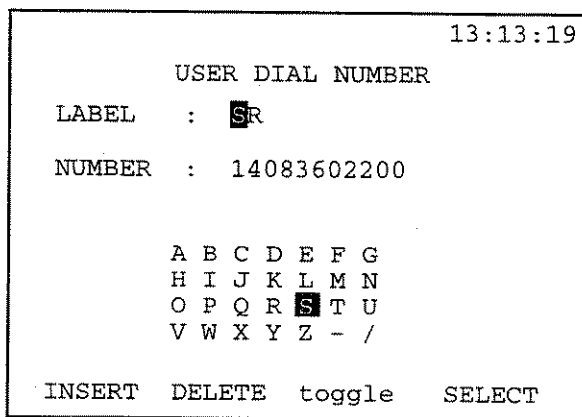 13:13:19
USER DIAL NUMBER
LABEL : SR
NUMBER : 14083602200
A B C D E F G
H I J K L M N
O P Q R S T U
V W X Y Z - /
INSERT DELETE toggle SELECT